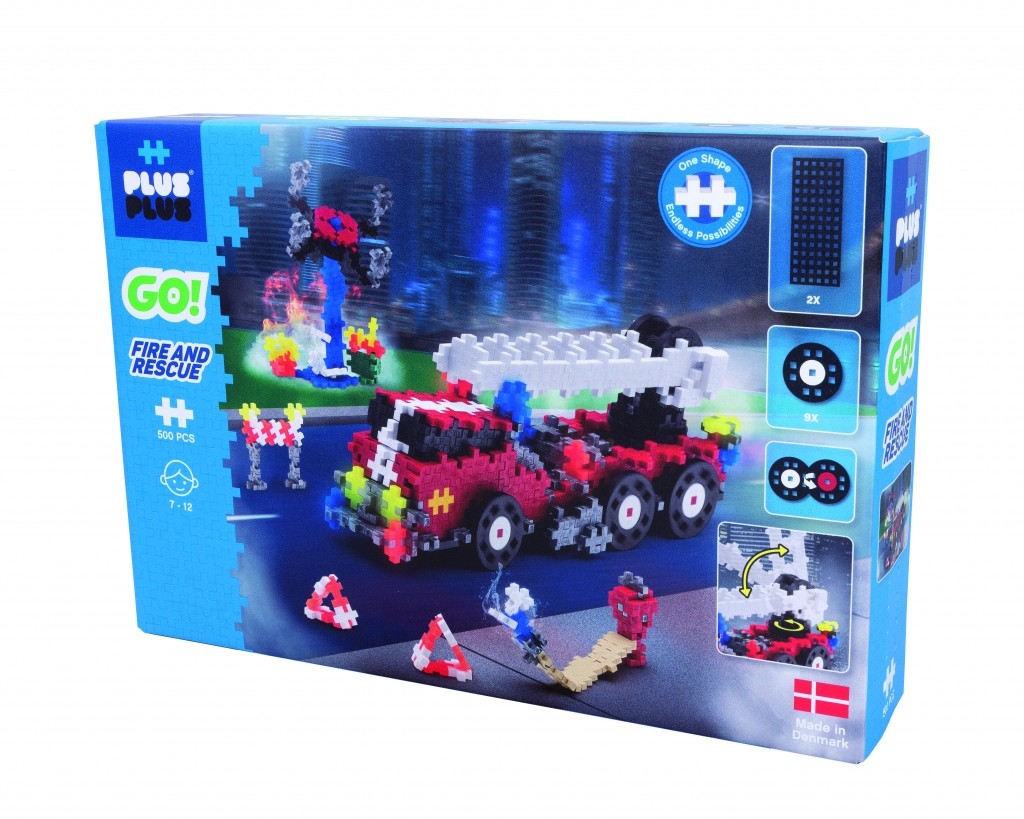 PLUS®
PLUS
GO!
FIRE AND
RESCUE
500 PCS
7 - 12
One Shape
Endless Possibilities
2X
9X
Made in
Denmark
PLUS
PLUS
GO!
FIRE AND
RESCUE